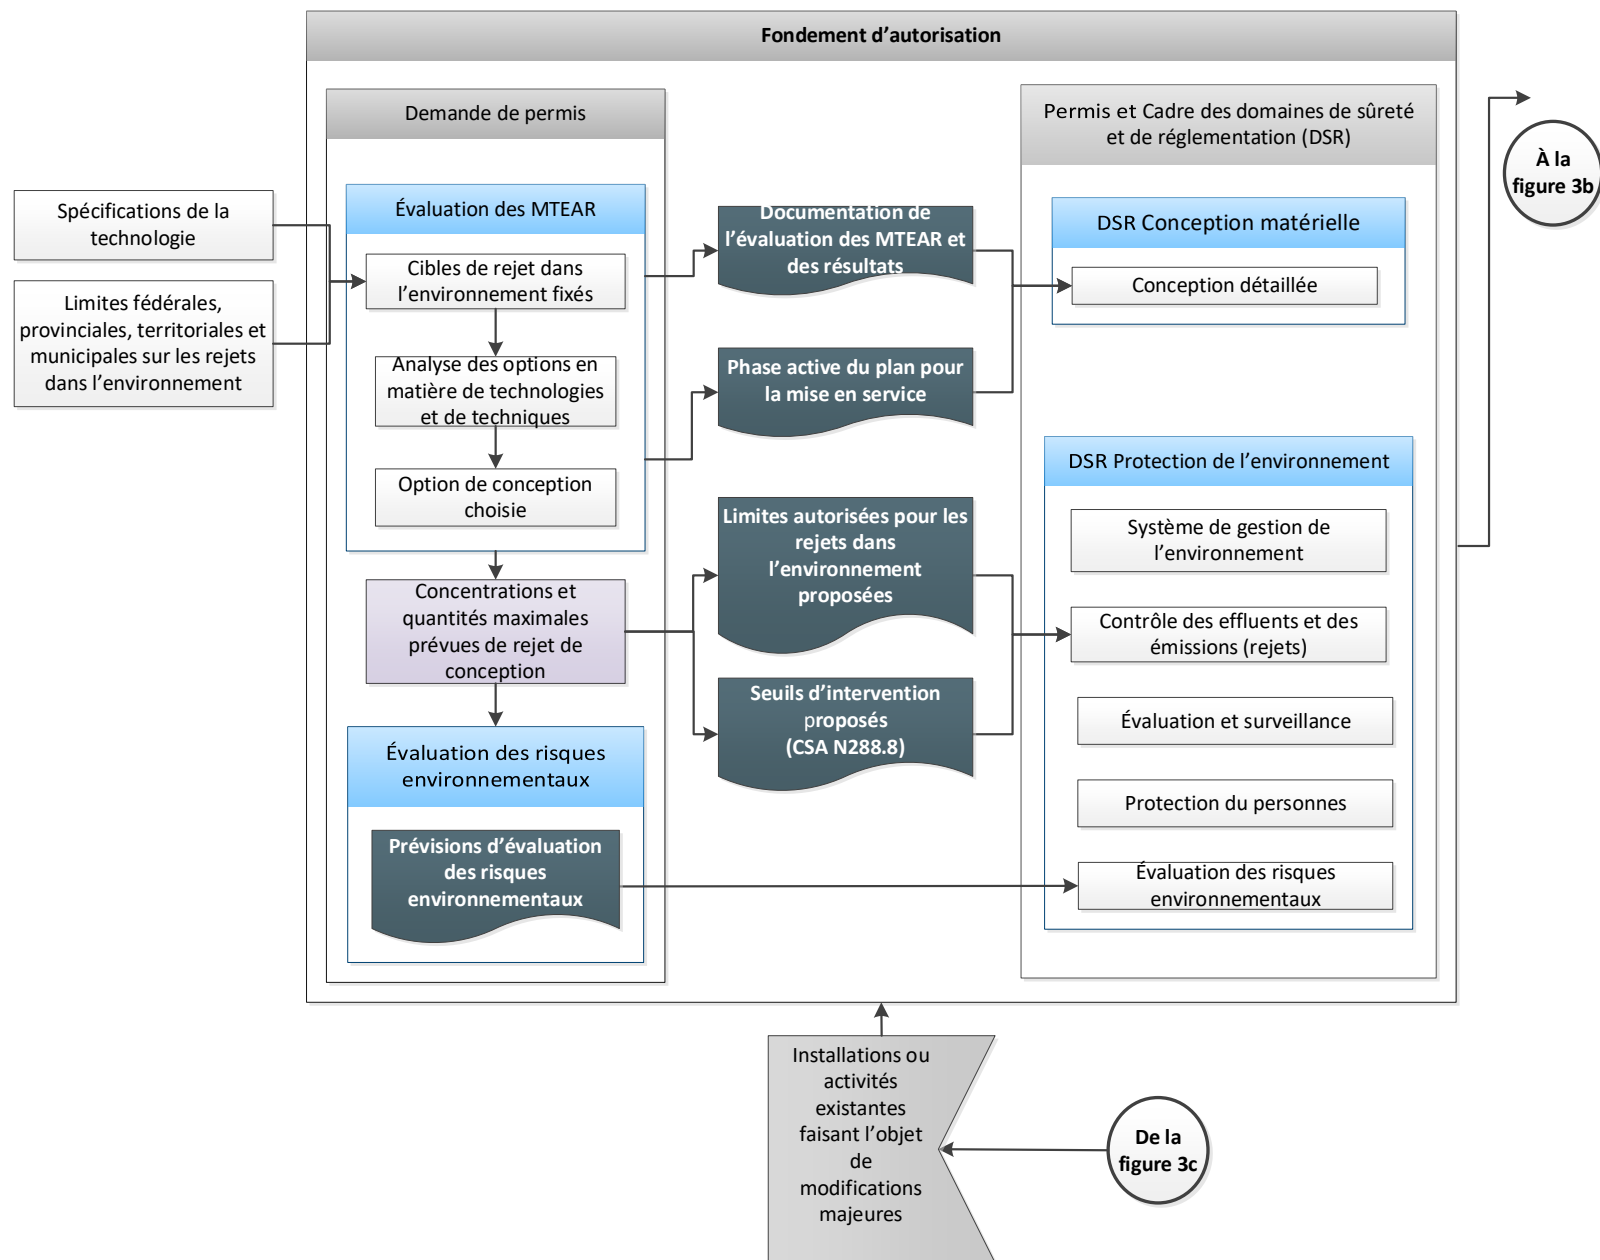 Fondement d'autorisation
Demande de permis
Permis et Cadre des domaines de sûreté
et de réglementation (DSR)
À la
figure 3b
Spécifications de la
technologie
Limites fédérales,
provinciales, territoriales et
municipales sur les rejets
dans l'environnement
Évaluation des MTEAR
Cibles de rejet dans
l'environnement fixés
Analyse des options en
matière de technologies
et de techniques
Option de conception
choisie
Concentrations et
quantités maximales
prévues de rejet de
conception
Évaluation des risques
environnementaux
Prévisions d'évaluation
des risques
environnementaux
Documentation de
l'évaluation des MTEAR et
des résultats
Phase active du plan pour
la mise en service
Limites autorisées pour les
rejets dans
l'environnement
proposées
Seuils d'intervention
proposés
(CSA N288.8)
DSR Conception matérielle
Conception détaillée
DSR Protection de l'environnement
Système de gestion de
l'environnement
Contrôle des effluents et des
émissions (rejets)
Évaluation et surveillance
Protection du personnes
Évaluation des risques
environnementaux
Installations ou
activités
existantes
faisant l'objet
de
modifications
majeures
De la
figure 3c